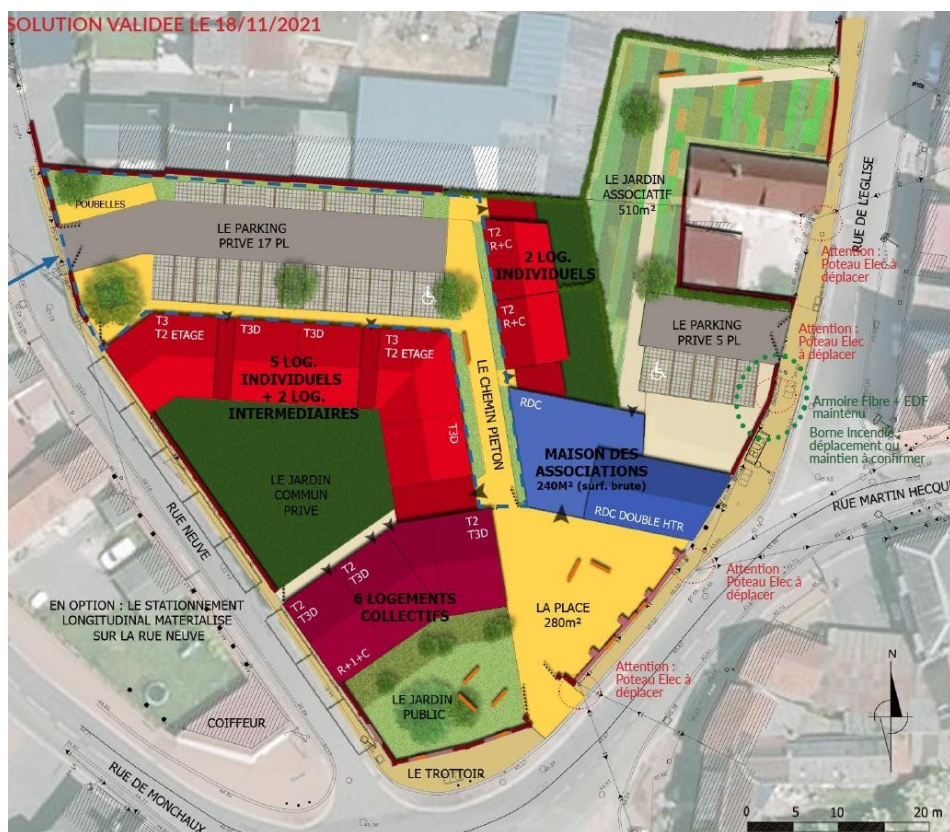 SOLUTION VALIDEE LE 18/11/2021
POUBELLES
LE PARKING
PRIVE 17 PL
T2
R+C
2 LOG.
INDIVIDUELS
T2
R+C
LE JARDIN
ASSOCIATIF
510m²
RUE DE L'EGLISE
Attention :
Poteau Elec à
déplacer
LE PARKING
PRIVE 5 PL
Attention :
Poteau Elec
à déplacer
Armoire Fibre + EDF
maintenu
Borne Incendie
déplacement ou
maintien à confirmer
T3
T2 ETAGE
T3D
T3D
T3
T2 ETAGE
5 LOG.
INDIVIDUELS
+ 2 LOG.
INTERMEDIAIRES
T3D
LE CHEMIN PIETON
RDC
MAISON DES
ASSOCIATIONS
240M² (surf. brute)
RDC DOUBLE HTR
RUE MARTIN HECQU
LE JARDIN
COMMUN
PRIVE
RUE NEUVE
T2
T3D
T2
T3D
T2
T3D
6 LOGEMENTS
COLLECTIFS
R+1+C
LA PLACE
280m²
Attention :
Poteau Elec à
déplacer
EN OPTION : LE STATIONNEMENT
LONGITUDINAL MATERIALISE
SUR LA RUE NEUVE
Attention :
Poteau Elec à
déplacer
LE JARDIN
PUBLIC
COIFFEUR
LE TROTTOIR
RUE DE MONCHAUX
N
0 5 10 20 m